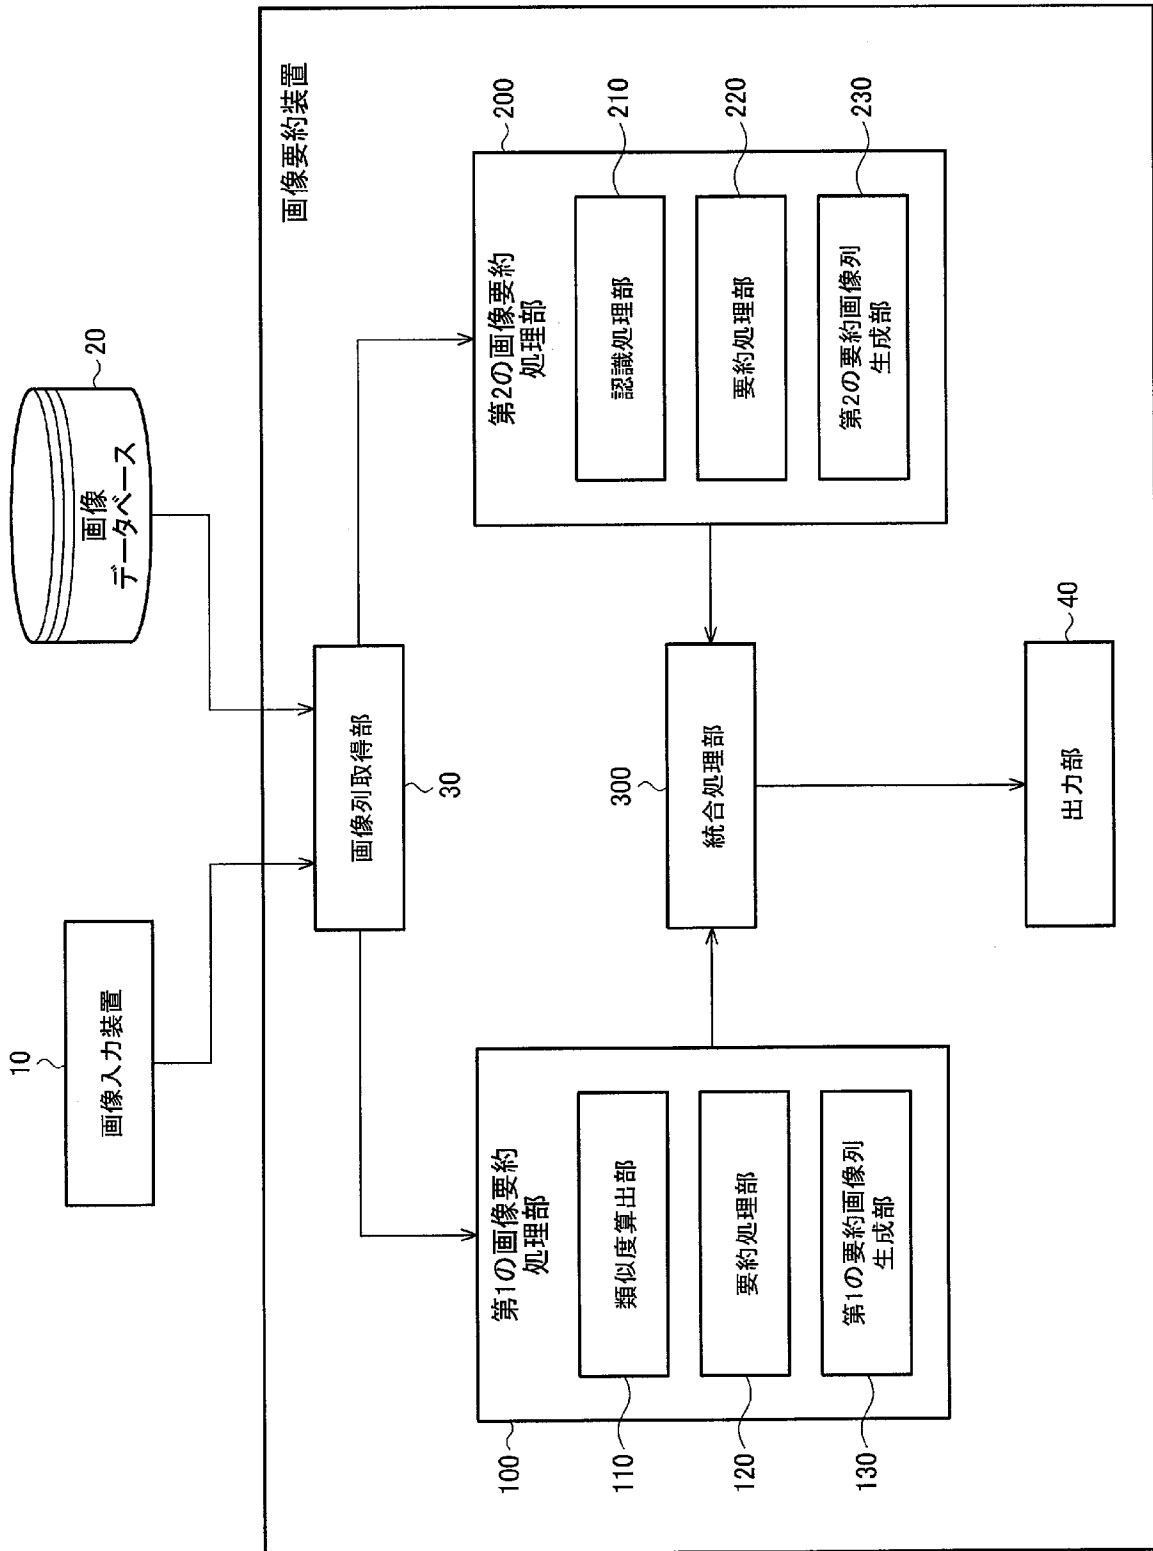 10
画像入力装置
20
画像
データベース
画像要約装置
画像列取得部
30
100
第1の画像要約
処理部
110
類似度算出部
120
要約処理部
130
第1の要約画像列
生成部
200
第2の画像要約
処理部
210
認識処理部
220
要約処理部
230
第2の要約画像列
生成部
300
統合処理部
40
出力部